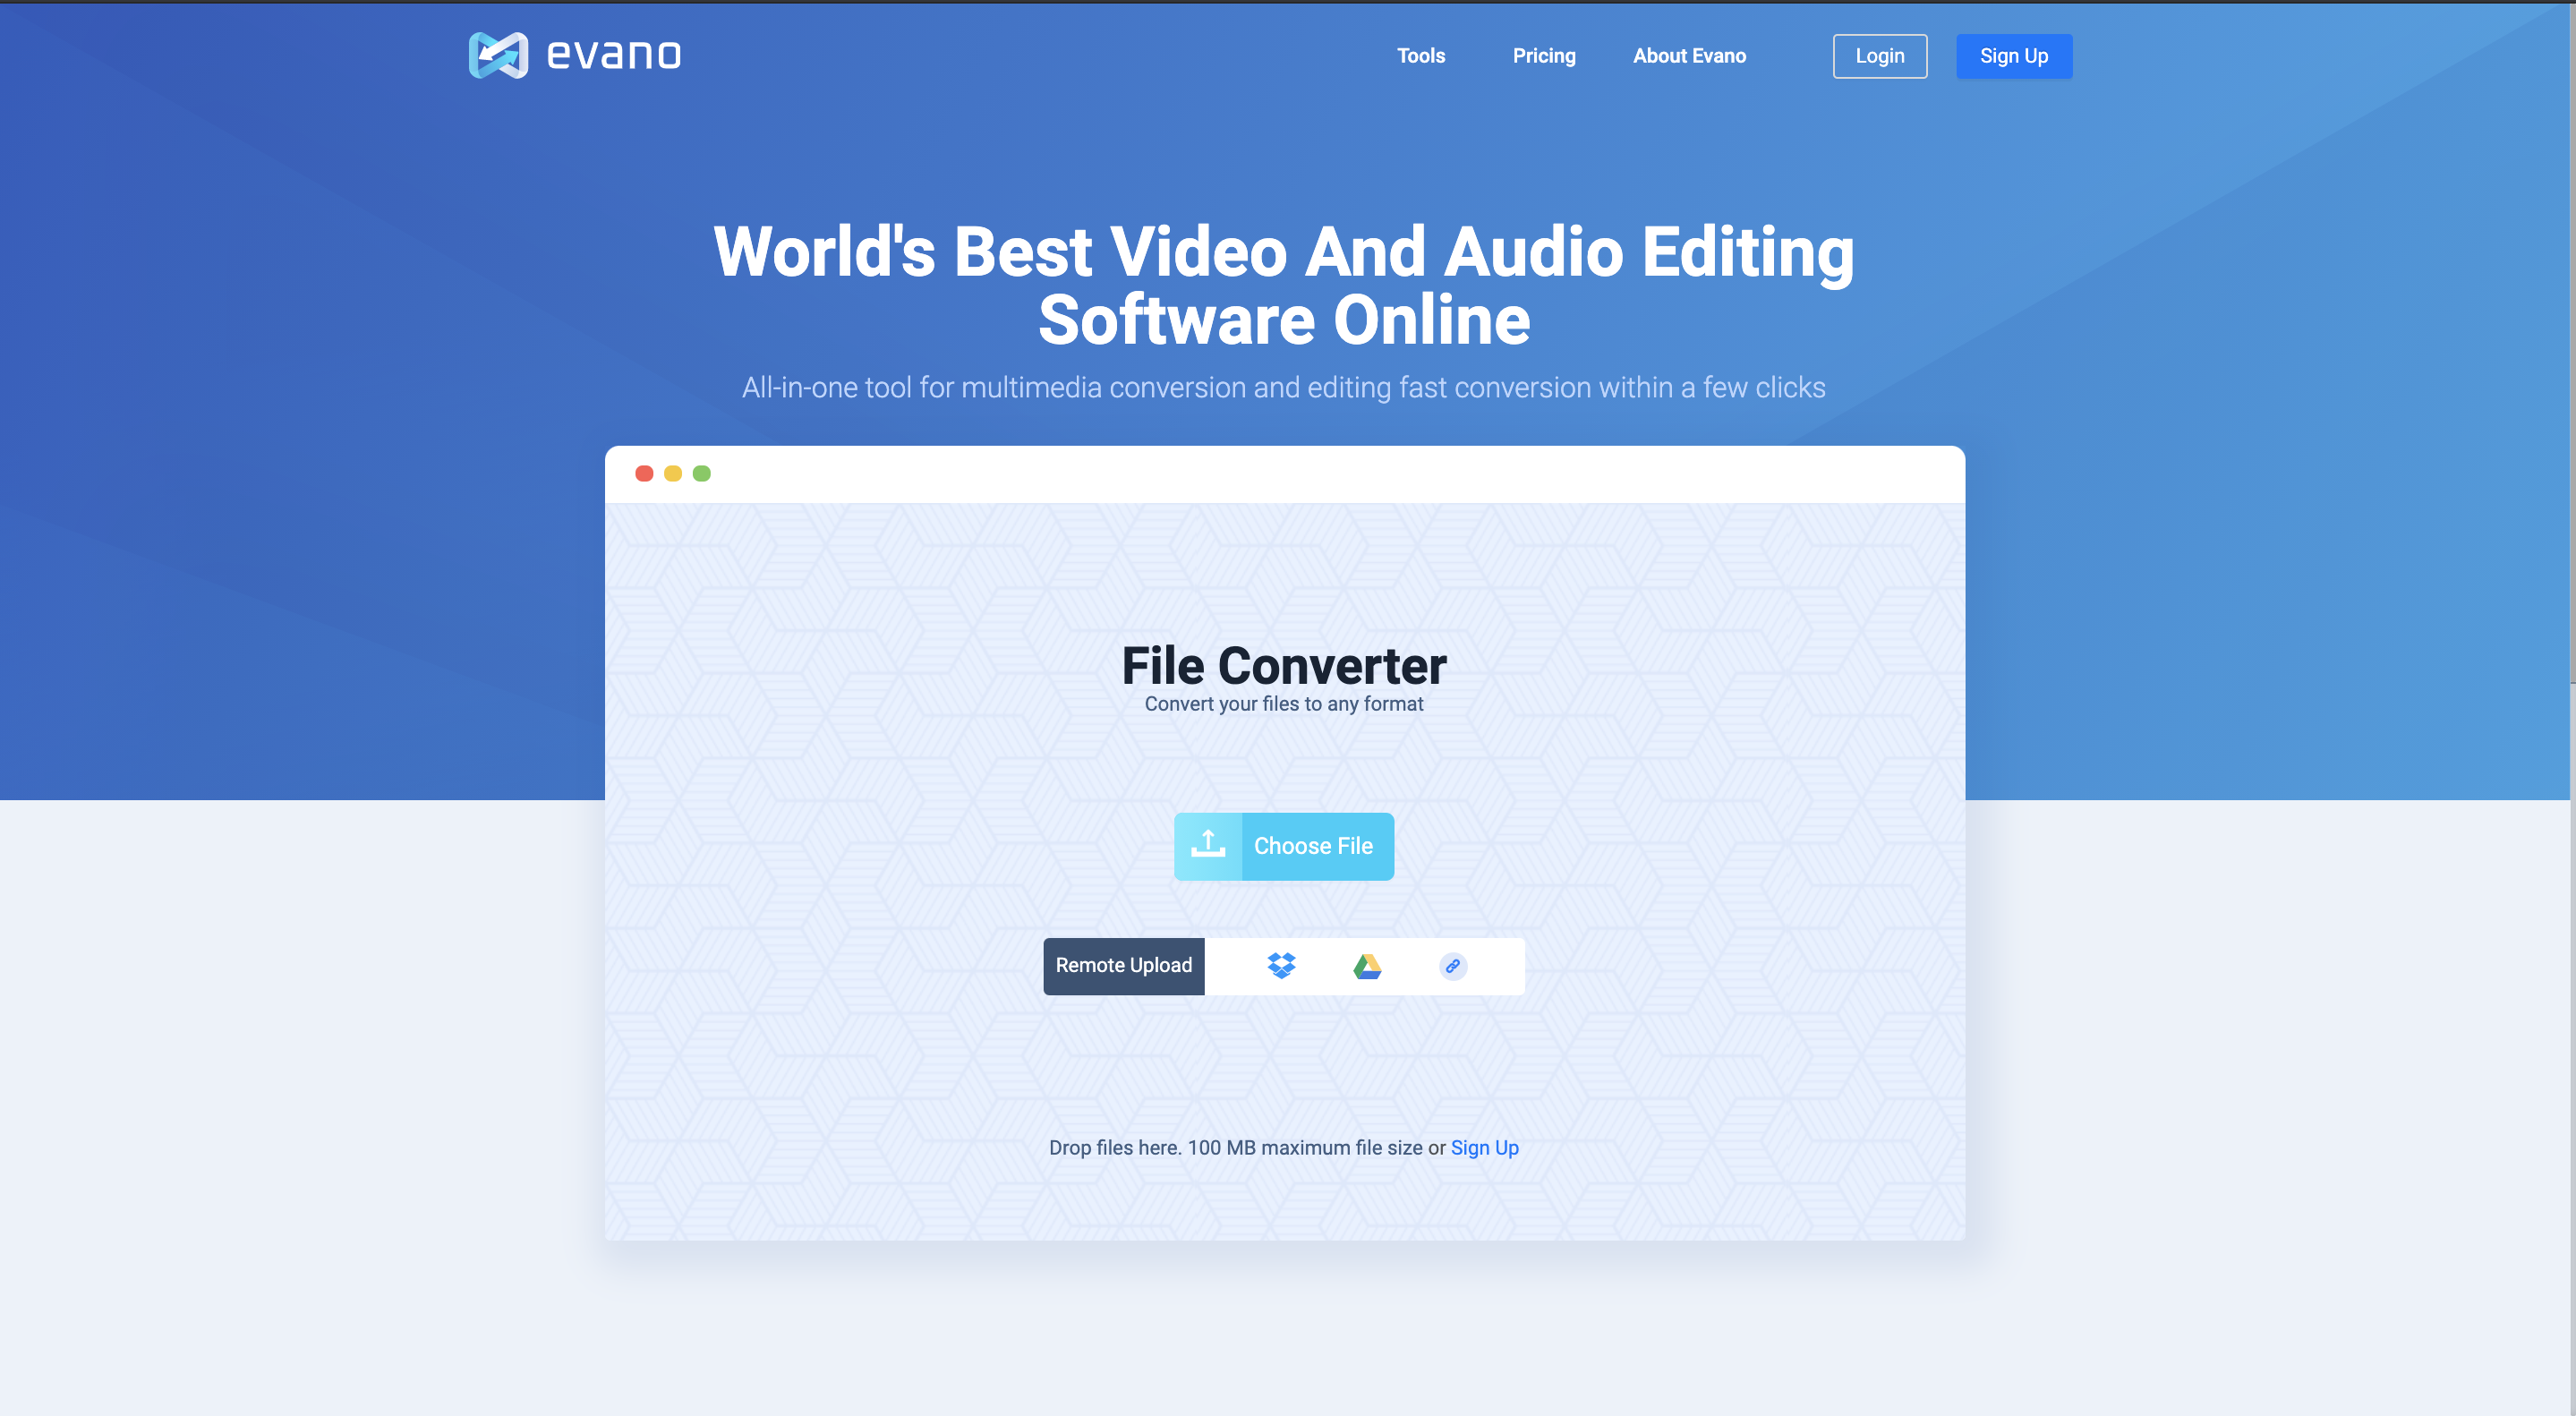 evano
Tools
Pricing
About Evano
Login
Sign Up
World's Best Video And Audio Editing
Software Online
All-in-one tool for multimedia conversion and editing fast conversion within a few clicks
File Converter
Convert your files to any format
Choose File
Remote Upload
Drop files here. 100 MB maximum file size or Sign Up